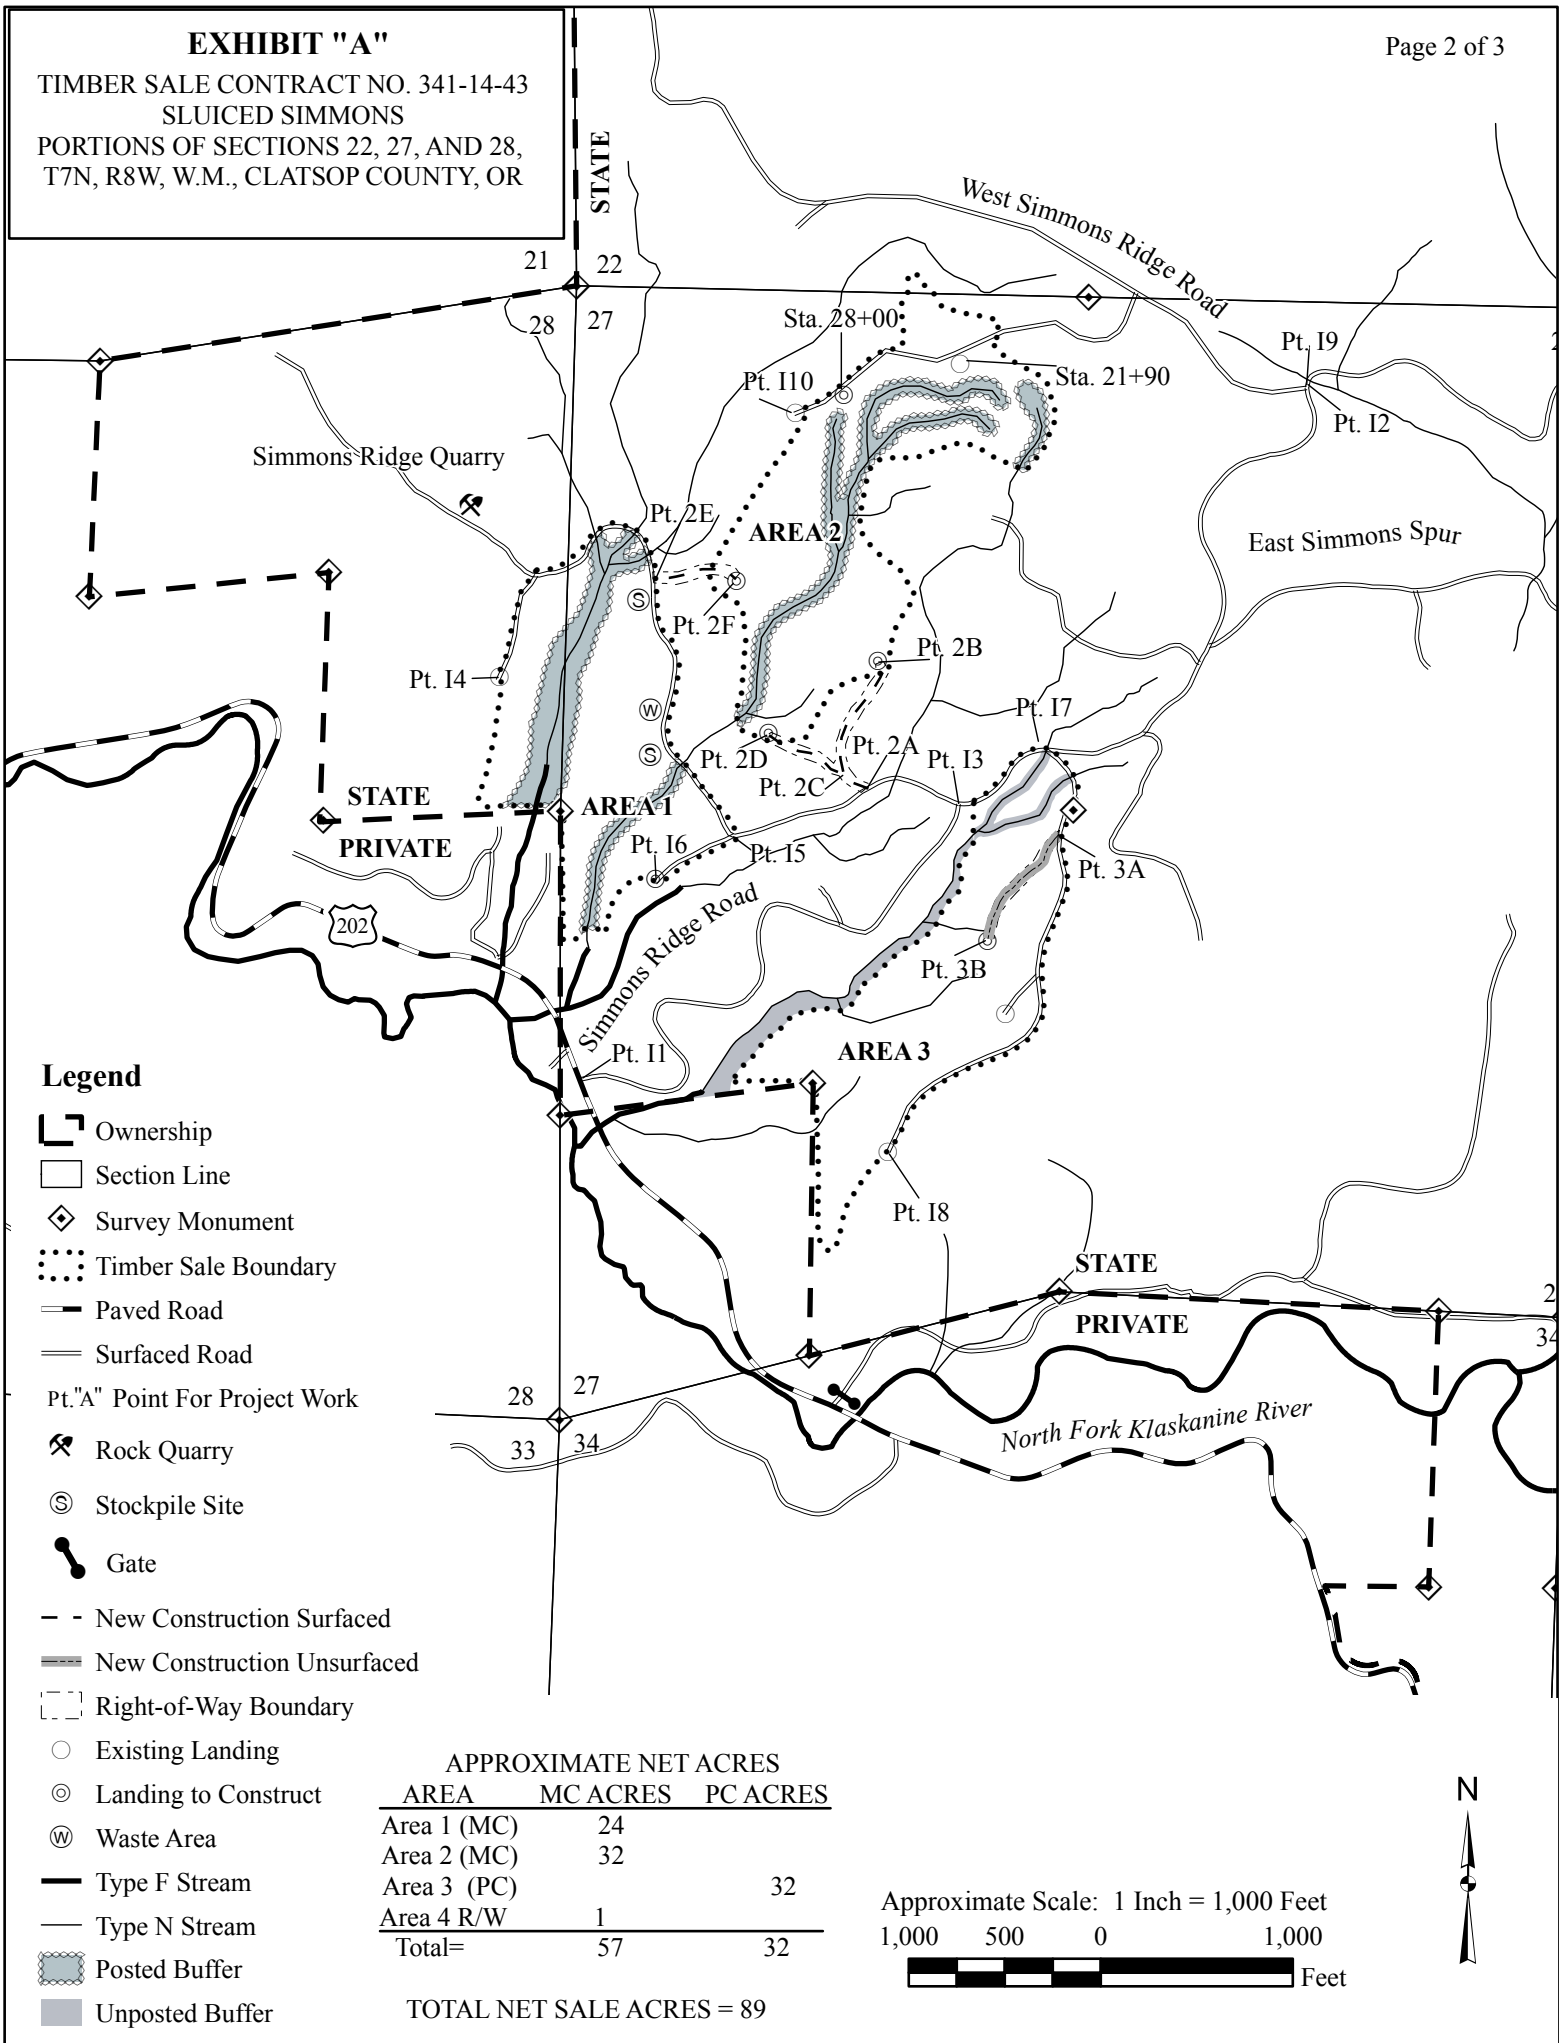 EXHIBIT "A"
TIMBER SALE CONTRACT NO. 341-14-43
SLUICED SIMMONS
PORTIONS OF SECTIONS 22, 27, AND 28,
T7N, R8W, W.M., CLATSOP COUNTY, OR
Page 2 of 3
STATE
West Simmons Ridge Road
21
22
28
27
Sta. 28+00
Pt. I9
2
Sta. 21+90
Pt. I10
Pt. I2
Simmons Ridge Quarry
Pt. 2E
AREA 2
East Simmons Spur
S
Pt. 2F
Pt. 2B
Pt. I4
W
Pt. I7
S
Pt. 2D
Pt. 2A
Pt. I3
Pt. 2C
STATE
AREA 1
PRIVATE
Pt. I6
Pt. I5
Pt. 3A
202
Simmons Ridge Road
Pt. 3B
Pt. I1
AREA 3
Pt. I8
STATE
PRIVATE
2
34
28
27
33
34
North Fork Klaskanine River
Legend
Ownership
Section Line
Survey Monument
Timber Sale Boundary
Paved Road
Surfaced Road
Pt."A" Point For Project Work
Rock Quarry
S Stockpile Site
Gate
New Construction Surfaced
New Construction Unsurfaced
Right-of-Way Boundary
Existing Landing
Landing to Construct
W Waste Area
Type F Stream
Type N Stream
Posted Buffer
Unposted Buffer
APPROXIMATE NET ACRES
AREA MC ACRES PC ACRES
Area 1 (MC) 24
Area 2 (MC) 32
Area 3 (PC) 32
Area 4 R/W 1
Total= 57 32
TOTAL NET SALE ACRES = 89
Approximate Scale: 1 Inch = 1,000 Feet
1,000 500 0 1,000
Feet
N